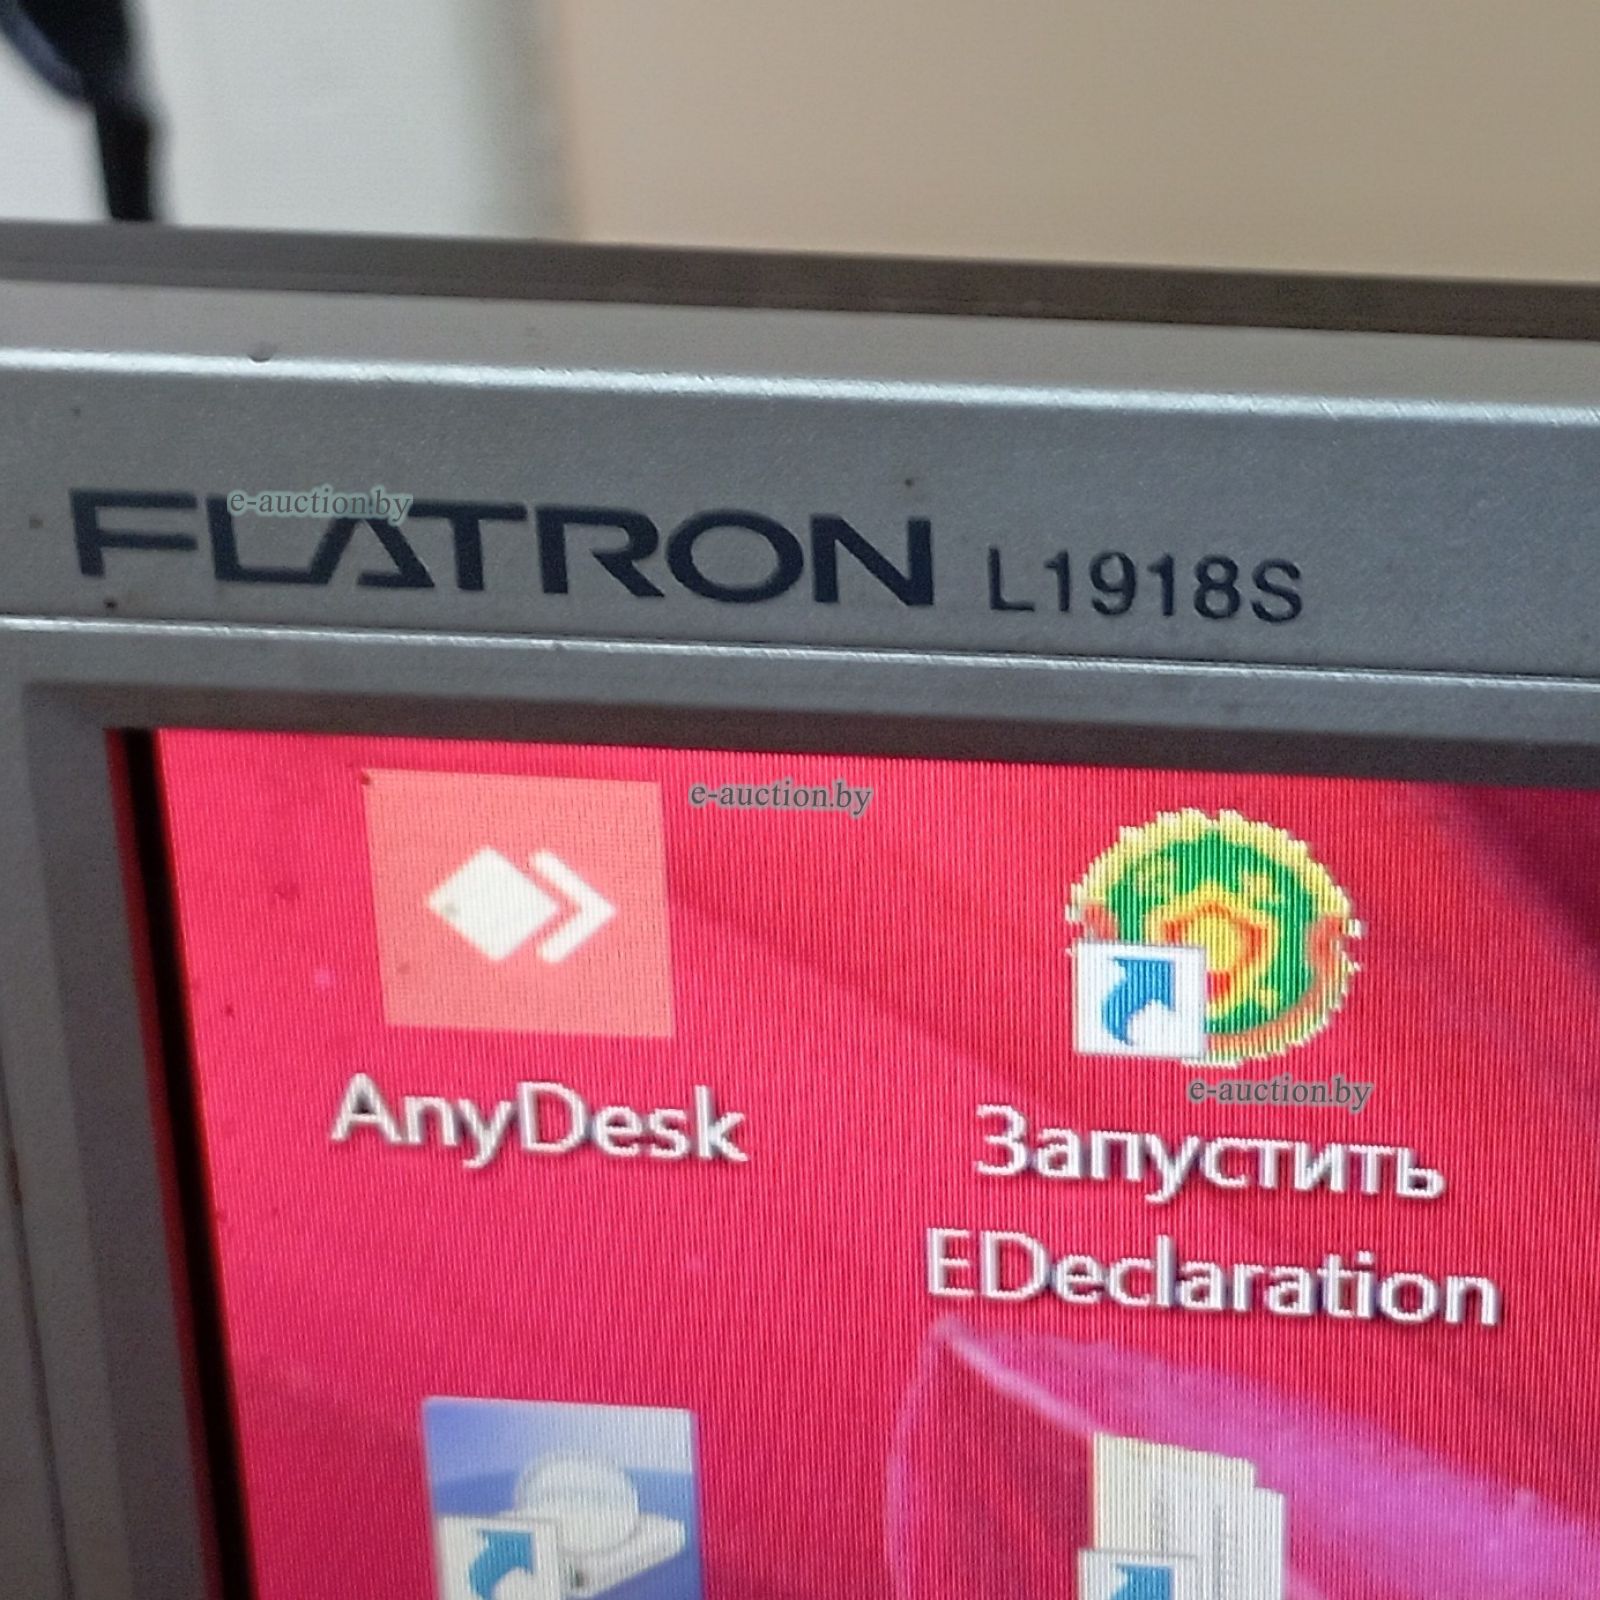 e-auction.by
FLATRON L1918S
e-auction.by
e-auction.by
AnyDesk
Запустить
EDeclaration